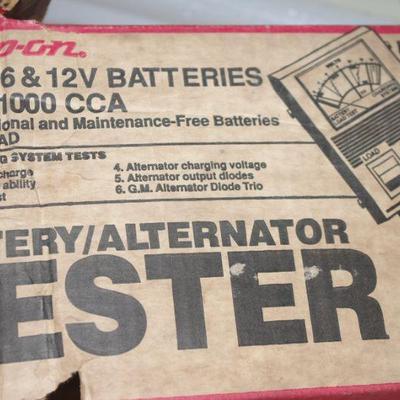 p-on®
6 & 12V BATTERIES
1000 CCA
ional and Maintenance-Free Batteries
AD
G SYSTEM TESTS
charge
ability
st
4. Alternator charging voltage
5. Alternator output diodes
6. G.M. Alternator Diode Trio
LOAD
TERY/ALTERNATOR
ESTER